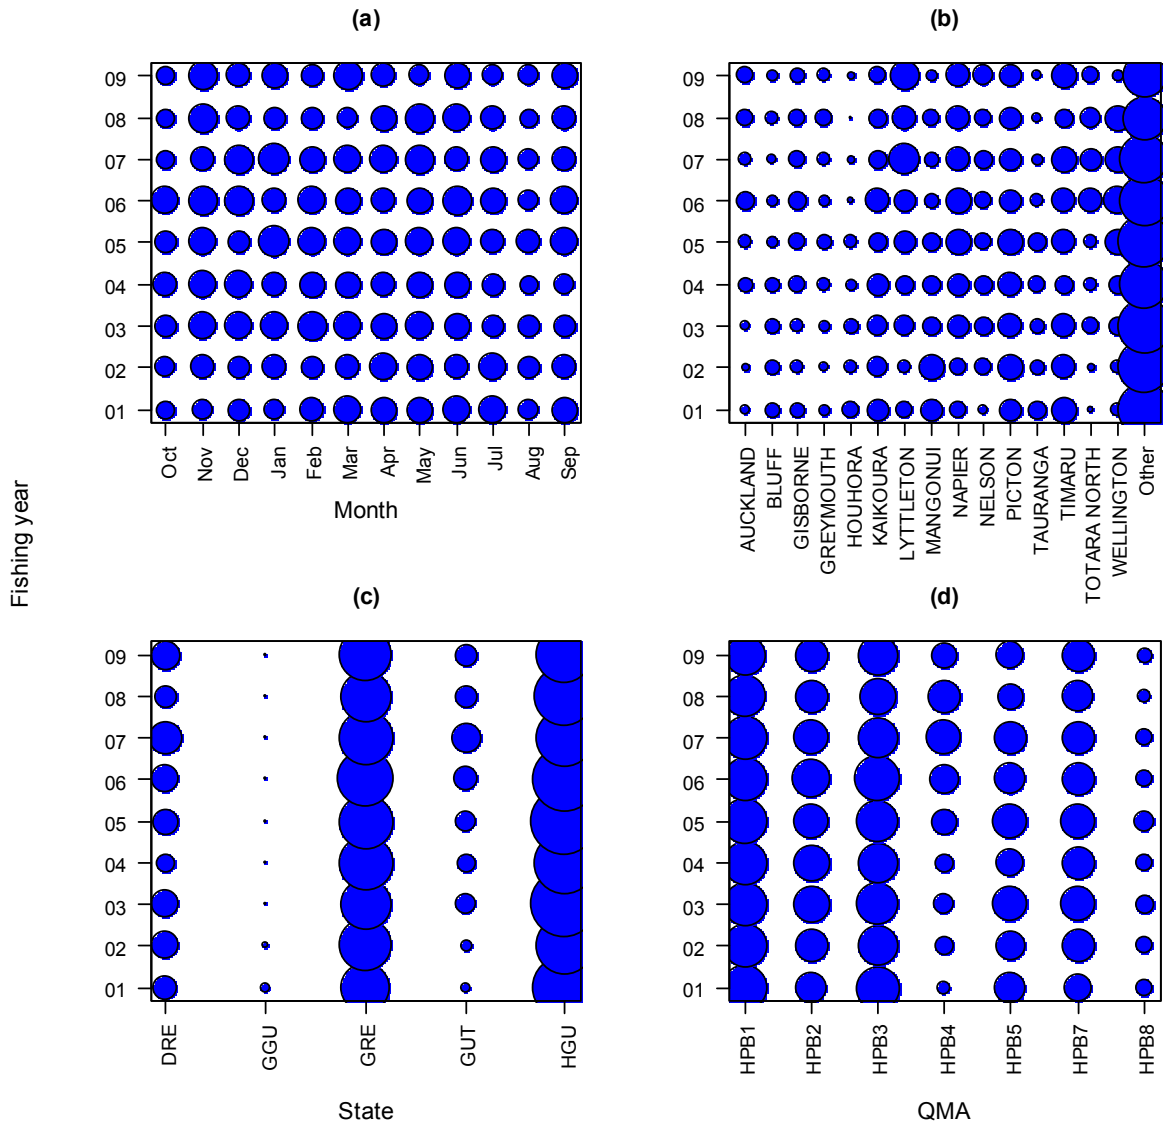 (a)
09
08
07
06
05
04
03
02
01
Oct
Nov
Dec
Jan
Feb
Mar
Apr
May
Jun
Jul
Aug
Sep
Month
(b)
09
08
07
06
05
04
03
02
01
AUCKLAND
BLUFF
GISBORNE
GREYMOUTH
HOUHORA
KAIKOURA
LYTTLETON
MANGONUI
NAPIER
NELSON
PICTON
TAURANGA
TIMARU
TOTARA NORTH
WELLINGTON
Other
Fishing year
(c)
09
08
07
06
05
04
03
02
01
DRE
GGU
GRE
GUT
HGU
State
(d)
09
08
07
06
05
04
03
02
01
HPB1
HPB2
HPB3
HPB4
HPB5
HPB7
HPB8
QMA